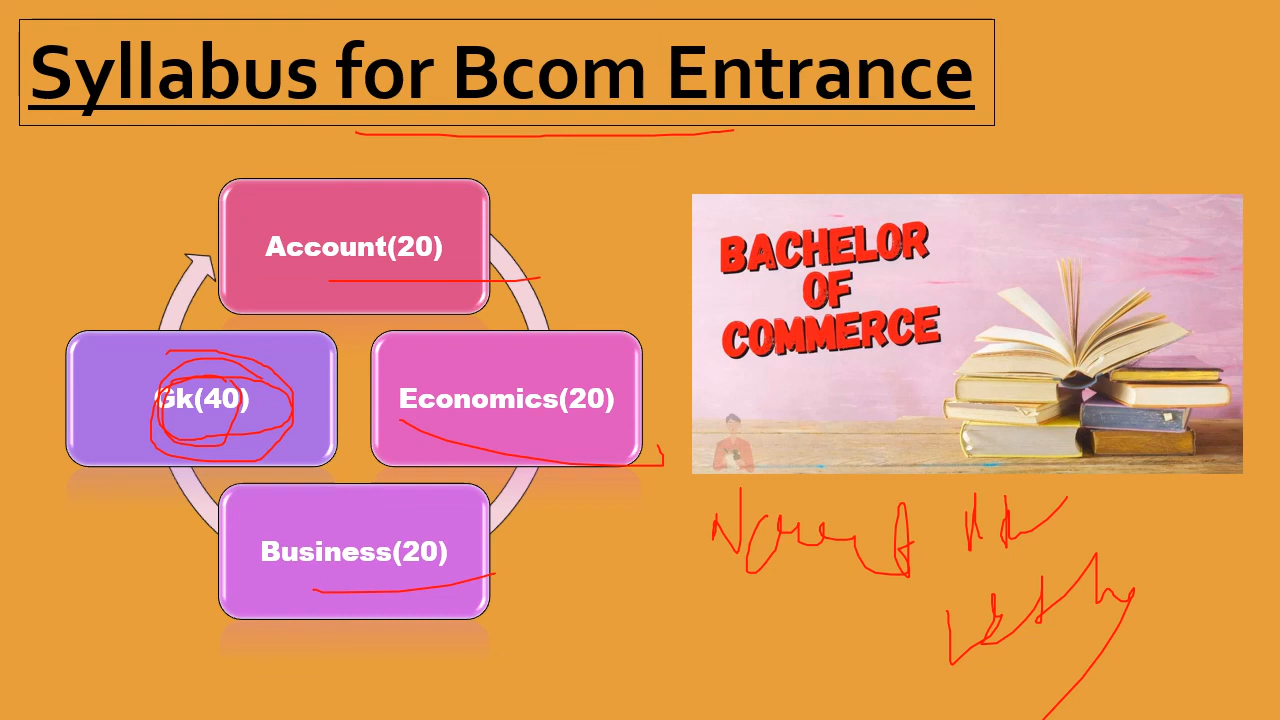 Syllabus for Bcom Entrance
Account(20)
Gk(40)
Economics(20)
Business(20)
BACHELOR
OF
COMMERCE